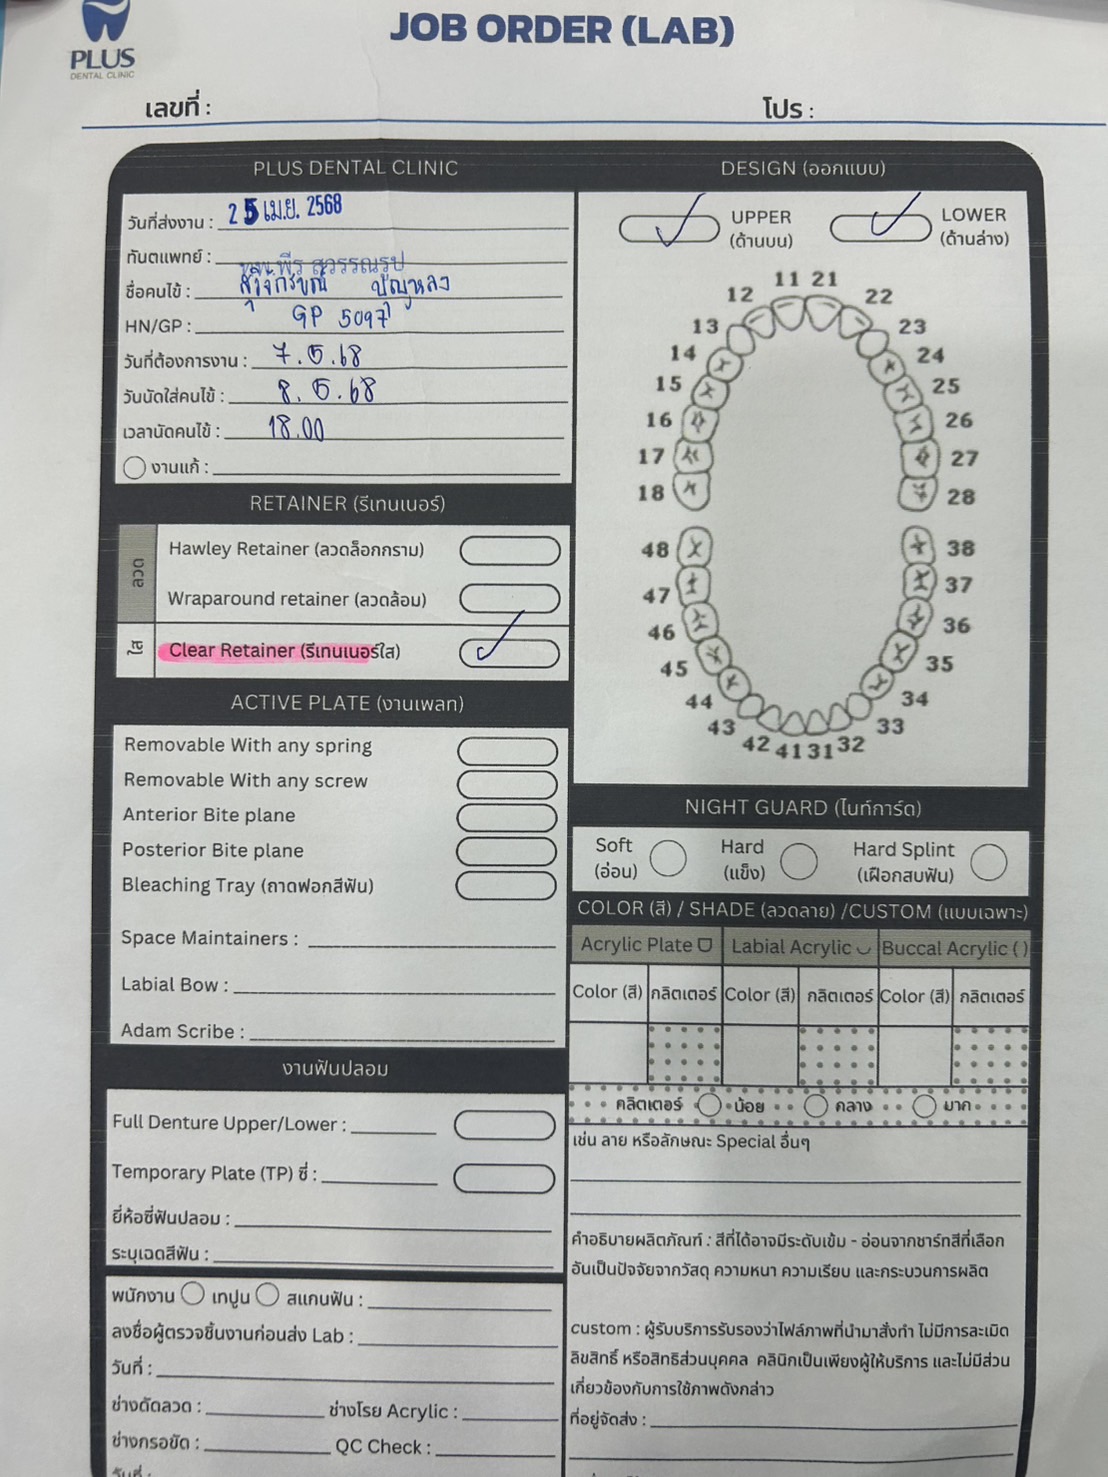 PLUS
DENTAL CLINIC
JOB ORDER (LAB)
เลขที่ :
โปร :
PLUS DENTAL CLINIC
วันที่ส่งงาน : 25 เม.ย. 2568
ทันตแพทย์ : ทพ.พีร สุวรรณรูป
ชื่อคนไข้ :
HN/GP : GP 5097
วันที่ต้องการงาน : 7.5.68
วันนัดใส่คนไข้ : 8.5.68
เวลานัดคนไข้ : 18.00
งานแก้ :
RETAINER (รีเทนเนอร์)
ลวด
Hawley Retainer (ลวดล็อกกราม)
Wraparound retainer (ลวดล้อม)
ใส
Clear Retainer (รีเทนเนอร์ใส)
ACTIVE PLATE (งานเพลท)
Removable With any spring
Removable With any screw
Anterior Bite plane
Posterior Bite plane
Bleaching Tray (ถาดฟอกสีฟัน)
Space Maintainers :
Labial Bow :
Adam Scribe :
งานฟันปลอม
Full Denture Upper/Lower :
Temporary Plate (TP) ซี่ :
ยี่ห้อซี่ฟันปลอม :
ระบุเฉดสีฟัน :
พนักงาน เทปูน สแกนฟัน :
ลงชื่อผู้ตรวจชิ้นงานก่อนส่ง Lab :
วันที่ :
ช่างดัดลวด : ช่างโรย Acrylic :
ช่างกรอขัด : QC Check :
วันที่ :
DESIGN (ออกแบบ)
UPPER
(ด้านบน)
LOWER
(ด้านล่าง)
11 21
12 22
13 23
14 24
15 25
16 26
17 27
18 28
48 38
47 37
46 36
45 35
44 34
43 33
42 41 31 32
NIGHT GUARD (ไนท์การ์ด)
Soft
(อ่อน)
Hard
(แข็ง)
Hard Splint
(เฝือกสบฟัน)
COLOR (สี) / SHADE (ลวดลาย) /CUSTOM (แบบเฉพาะ)
Acrylic Plate Labial Acrylic Buccal Acrylic ( )
Color (สี) กลิตเตอร์ Color (สี) กลิตเตอร์ Color (สี) กลิตเตอร์
กลิตเตอร์ น้อย กลาง มาก
เช่น ลาย หรือลักษณะ Special อื่นๆ
คำอธิบายผลิตภัณฑ์ : สีที่ได้อาจมีระดับเข้ม - อ่อนจากชาร์ทสีที่เลือก
อันเป็นปัจจัยจากวัสดุ ความหนา ความเรียบ และกระบวนการผลิต
custom : ผู้รับบริการรับรองว่าไฟล์ภาพที่นำมาสั่งทำ ไม่มีการละเมิด
ลิขสิทธิ์ หรือสิทธิส่วนบุคคล คลินิกเป็นเพียงผู้ให้บริการ และไม่มีส่วน
เกี่ยวข้องกับการใช้ภาพดังกล่าว
ที่อยู่จัดส่ง :